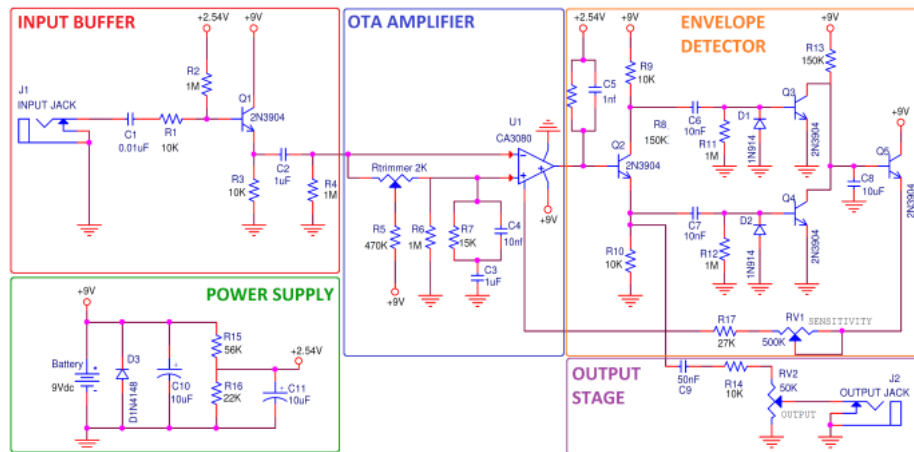 INPUT BUFFER
+2.54V
+9V
R2
1M
J1
INPUT JACK
Q1
2N3904
C1
0.01uF
R1
10K
C2
1uF
R3
10K
R4
1M
OTA AMPLIFIER
+2.54V
C5
1nf
U1
CA3080
Rtrimmer 2K
+9V
R5
470K
R6
1M
R7
15K
C4
10nf
C3
1uF
+9V
ENVELOPE
DETECTOR
+9V
R9
10K
+9V
R13
150K
R8
150K
C6
10nF
D1
Q3
R11
1M
1N914
2N3904
Q2
2N3904
Q5
C8
10uF
2N3904
C7
10nF
D2
Q4
R10
10K
R12
1M
1N914
2N3904
R17
27K
RV1
SENSITIVITY
500K
POWER SUPPLY
+9V
R15
56K
+2.54V
Battery
9Vdc
D3
D1N4148
C10
10uF
R16
22K
C11
10uF
OUTPUT
STAGE
50nF
C9
R14
10K
RV2
50K
OUTPUT
J2
OUTPUT JACK